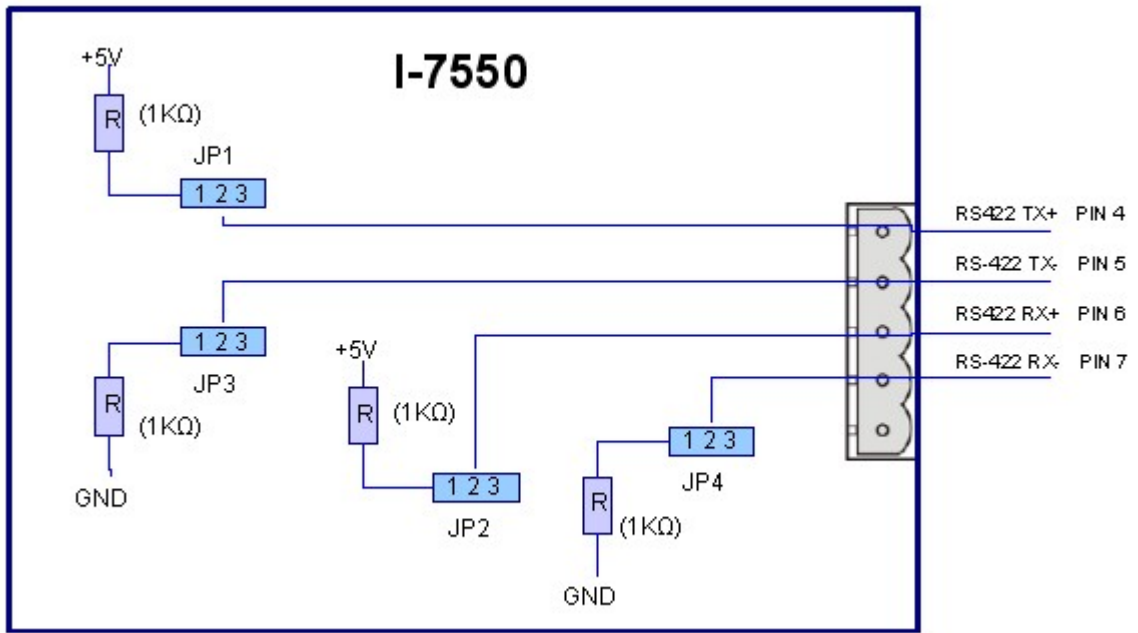 I-7550
+5V
R (1KΩ)
JP1
1 2 3
RS422 TX+ PIN 4
RS-422 TX- PIN 5
RS422 RX+ PIN 6
RS-422 RX- PIN 7
1 2 3
JP3
R (1KΩ)
GND
+5V
R (1KΩ)
1 2 3
JP2
1 2 3
JP4
R (1KΩ)
GND